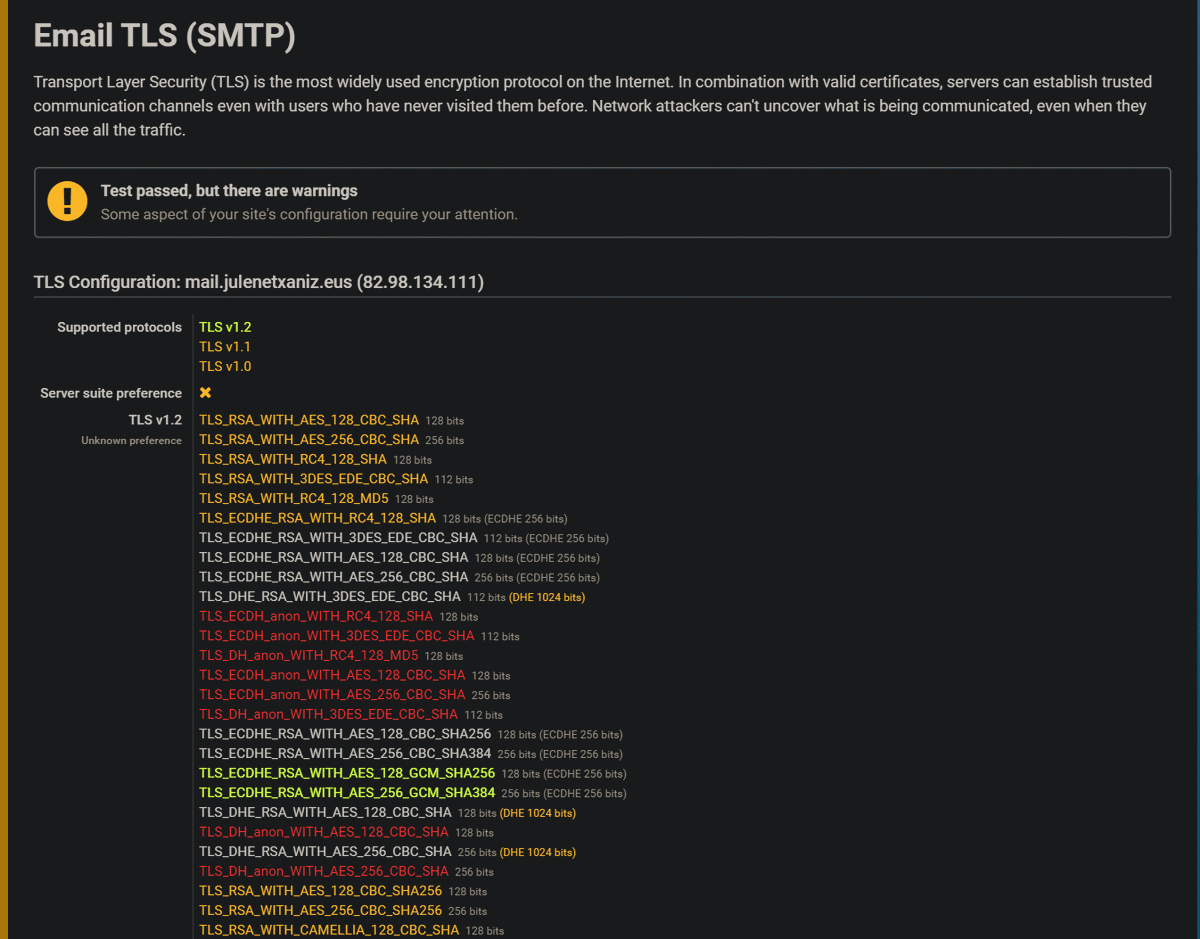 Email TLS (SMTP)
Transport Layer Security (TLS) is the most widely used encryption protocol on the Internet. In combination with valid certificates, servers can establish trusted
communication channels even with users who have never visited them before. Network attackers can't uncover what is being communicated, even when they
can see all the traffic.
Test passed, but there are warnings
Some aspect of your site's configuration require your attention.
TLS Configuration: mail.julenetxaniz.eus (82.98.134.111)
Supported protocols TLS v1.2
TLS v1.1
TLS v1.0
Server suite preference
TLS v1.2 TLS_RSA_WITH_AES_128_CBC_SHA 128 bits
Unknown preference TLS_RSA_WITH_AES_256_CBC_SHA 256 bits
TLS_RSA_WITH_RC4_128_SHA 128 bits
TLS_RSA_WITH_3DES_EDE_CBC_SHA 112 bits
TLS_RSA_WITH_RC4_128_MD5 128 bits
TLS_ECDHE_RSA_WITH_RC4_128_SHA 128 bits (ECDHE 256 bits)
TLS_ECDHE_RSA_WITH_3DES_EDE_CBC_SHA 112 bits (ECDHE 256 bits)
TLS_ECDHE_RSA_WITH_AES_128_CBC_SHA 128 bits (ECDHE 256 bits)
TLS_ECDHE_RSA_WITH_AES_256_CBC_SHA 256 bits (ECDHE 256 bits)
TLS_DHE_RSA_WITH_3DES_EDE_CBC_SHA 112 bits (DHE 1024 bits)
TLS_ECDH_anon_WITH_RC4_128_SHA 128 bits
TLS_ECDH_anon_WITH_3DES_EDE_CBC_SHA 112 bits
TLS_DH_anon_WITH_RC4_128_MD5 128 bits
TLS_ECDH_anon_WITH_AES_128_CBC_SHA 128 bits
TLS_ECDH_anon_WITH_AES_256_CBC_SHA 256 bits
TLS_DH_anon_WITH_3DES_EDE_CBC_SHA 112 bits
TLS_ECDHE_RSA_WITH_AES_128_CBC_SHA256 128 bits (ECDHE 256 bits)
TLS_ECDHE_RSA_WITH_AES_256_CBC_SHA384 256 bits (ECDHE 256 bits)
TLS_ECDHE_RSA_WITH_AES_128_GCM_SHA256 128 bits (ECDHE 256 bits)
TLS_ECDHE_RSA_WITH_AES_256_GCM_SHA384 256 bits (ECDHE 256 bits)
TLS_DHE_RSA_WITH_AES_128_CBC_SHA 128 bits (DHE 1024 bits)
TLS_DH_anon_WITH_AES_128_CBC_SHA 128 bits
TLS_DHE_RSA_WITH_AES_256_CBC_SHA 256 bits (DHE 1024 bits)
TLS_DH_anon_WITH_AES_256_CBC_SHA 256 bits
TLS_RSA_WITH_AES_128_CBC_SHA256 128 bits
TLS_RSA_WITH_AES_256_CBC_SHA256 256 bits
TLS_RSA_WITH_CAMELLIA_128_CBC_SHA 128 bits